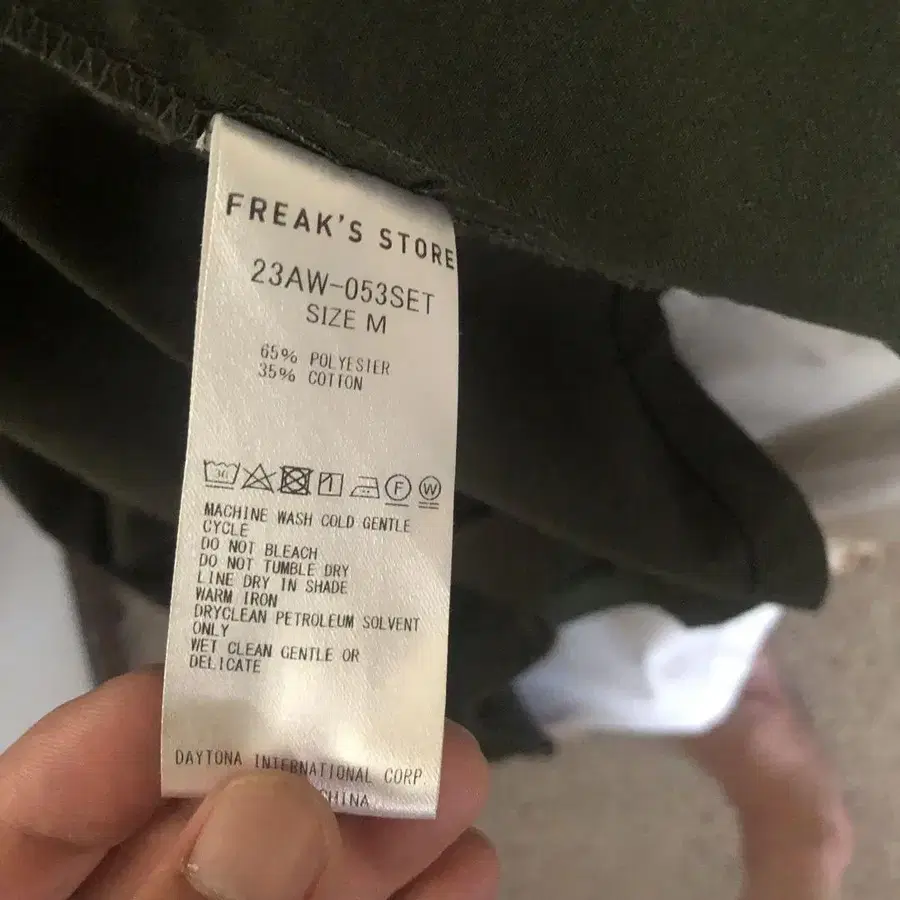 FREAK'S STORE
23AW-053SET
SIZE M
65% POLYESTER
35% COTTON
30
F
W
MACHINE WASH COLD GENTLE
CYCLE
DO NOT BLEACH
DO NOT TUMBLE DRY
LINE DRY IN SHADE
WARM IRON
DRYCLEAN PETROLEUM SOLVENT
ONLY
WET CLEAN GENTLE OR
DELICATE
DAYTONA INTERNATIONAL CORP.
CHINA